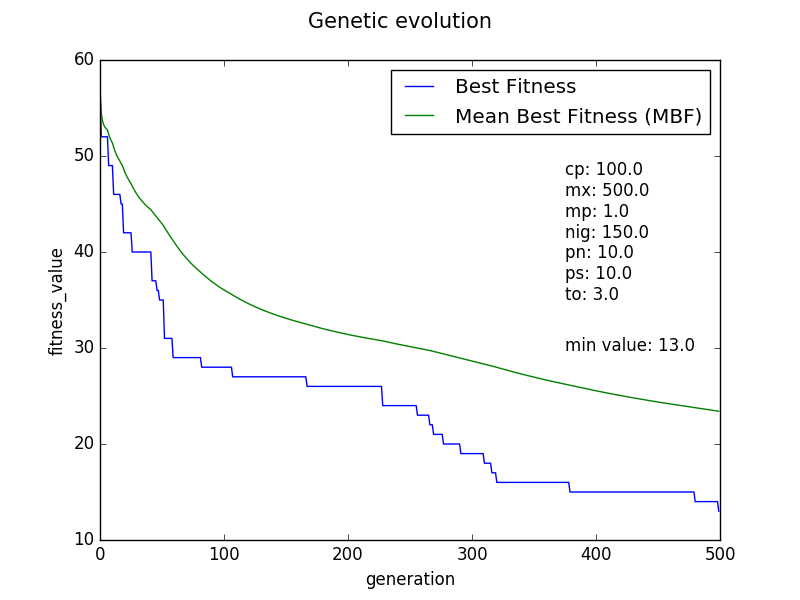 Genetic evolution
60
50
40
30
20
10
fitness_value
Best Fitness
Mean Best Fitness (MBF)
cp: 100.0
mx: 500.0
mp: 1.0
nig: 150.0
pn: 10.0
ps: 10.0
to: 3.0
min value: 13.0
0 100 200 300 400 500
generation